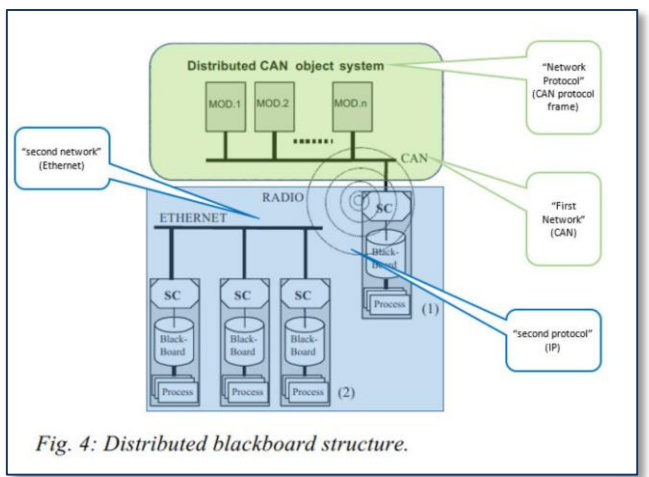 Distributed CAN object system
MOD.1
MOD.2
MOD.n
CAN
"Network
Protocol"
(CAN protocol
frame)
"second network"
(Ethernet)
RADIO
ETHERNET
SC
Black-
Board
Process
(1)
"First
Network"
(CAN)
SC
SC
SC
Black-
Board
Black-
Board
Black-
Board
Process
Process
Process
(2)
"second protocol"
(IP)
Fig. 4: Distributed blackboard structure.